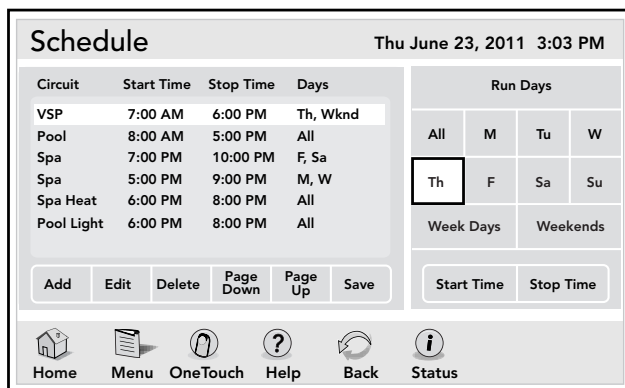 Schedule
Thu June 23, 2011 3:03 PM
Circuit Start Time Stop Time Days
VSP 7:00 AM 6:00 PM Th, Wknd
Pool 8:00 AM 5:00 PM All
Spa 7:00 PM 10:00 PM F, Sa
Spa 5:00 PM 9:00 PM M, W
Spa Heat 6:00 PM 8:00 PM All
Pool Light 6:00 PM 8:00 PM All
Add Edit Delete Page Down Page Up Save
Run Days
All M Tu W
Th F Sa Su
Week Days Weekends
Start Time Stop Time
? i
Home Menu OneTouch Help Back Status